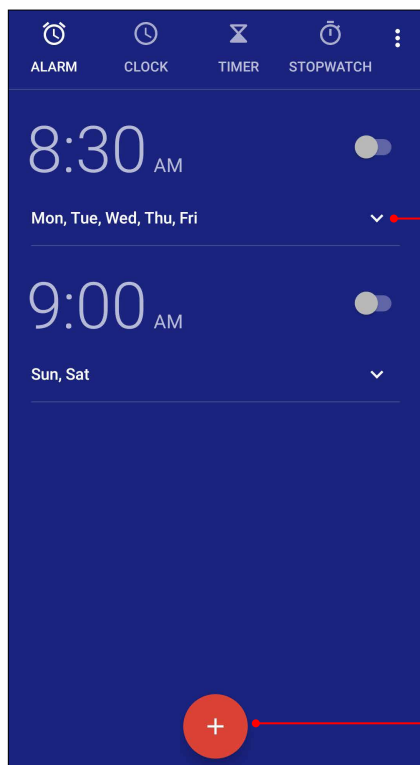 ALARM CLOCK TIMER STOPWATCH
8:30 AM
Mon, Tue, Wed, Thu, Fri
9:00 AM
Sun, Sat
+